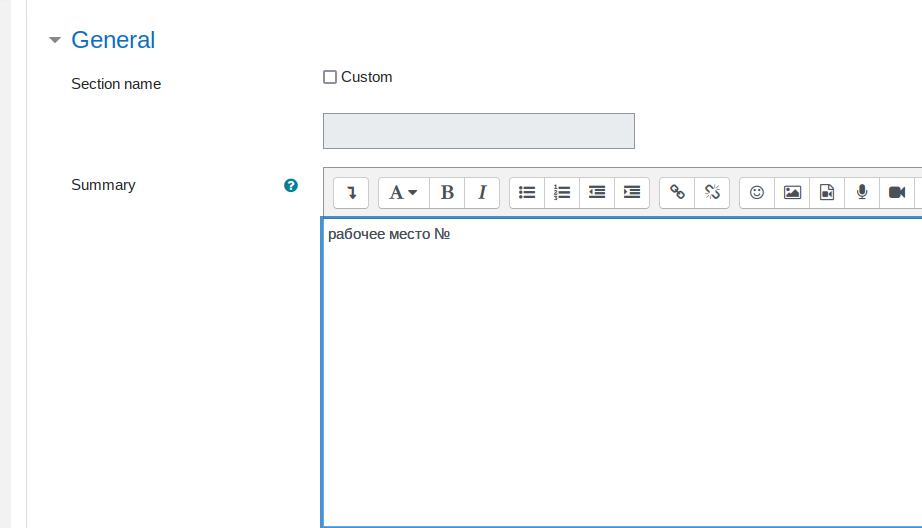 General
Section name
Custom
Summary
рабочее место №